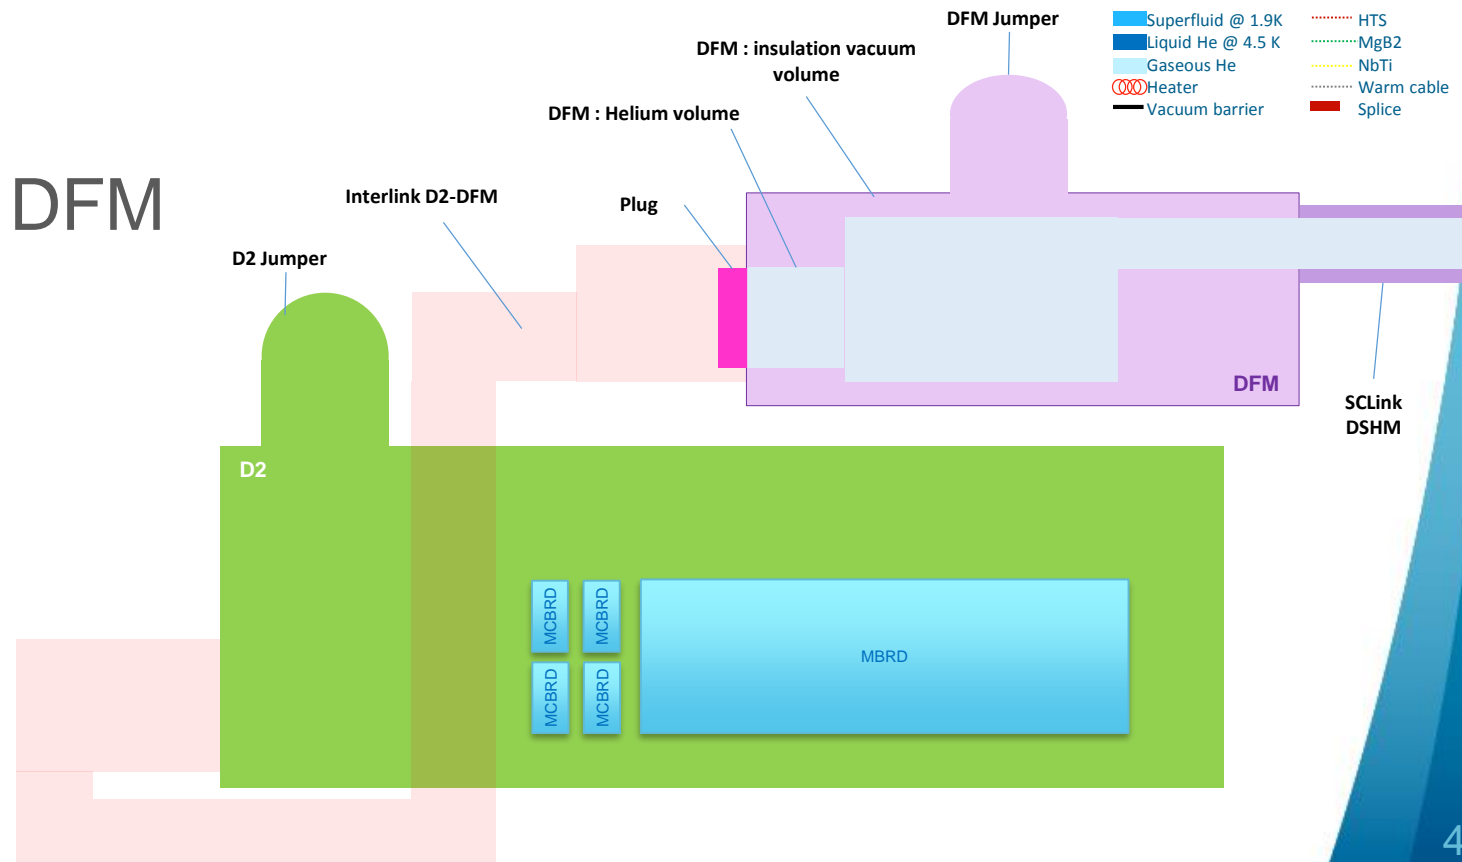 DFM Jumper
Superfluid @ 1.9K
HTS
DFM : insulation vacuum
volume
Liquid He @ 4.5 K
MgB2
Gaseous He
NbTi
Heater
Warm cable
DFM : Helium volume
Vacuum barrier
Splice
DFM
Interlink D2-DFM
Plug
D2 Jumper
DFM
SCLink
DSHM
D2
MCBRD
MCBRD
MBRD
MCBRD
MCBRD
4